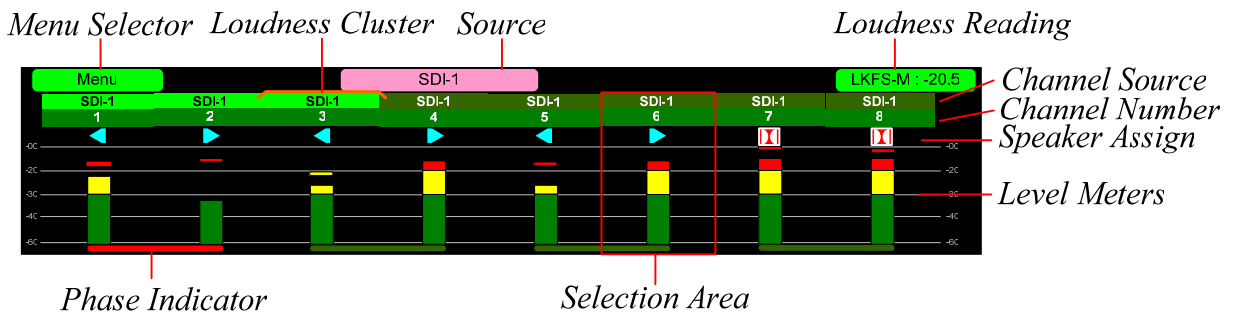 Menu Selector Loudness Cluster Source Loudness Reading
Menu SDI-1 LKFS-M : -20.5
SDI-1 SDI-1 SDI-1 SDI-1 SDI-1 SDI-1 SDI-1 SDI-1 Channel Source
1 2 3 4 5 6 7 8 Channel Number
Speaker Assign
-00 -00
-20 -20
-30 -30 Level Meters
-40 -40
-60 -60
Phase Indicator Selection Area